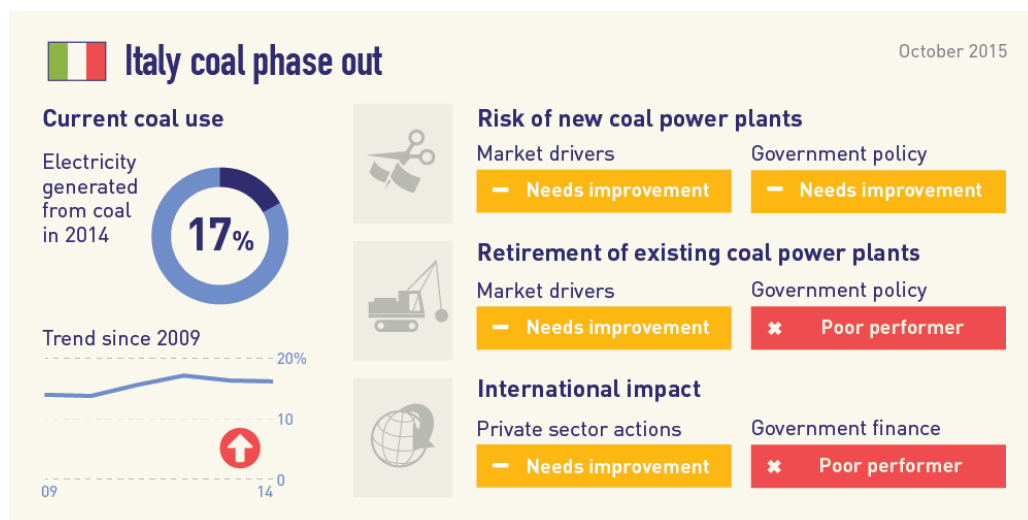 Italy coal phase out
October 2015
Current coal use
Electricity
generated
from coal
in 2014
17%
Trend since 2009
20%
10
0
09
14
Risk of new coal power plants
Market drivers
Needs improvement
Government policy
Needs improvement
Retirement of existing coal power plants
Market drivers
Needs improvement
Government policy
Poor performer
International impact
Private sector actions
Needs improvement
Government finance
Poor performer